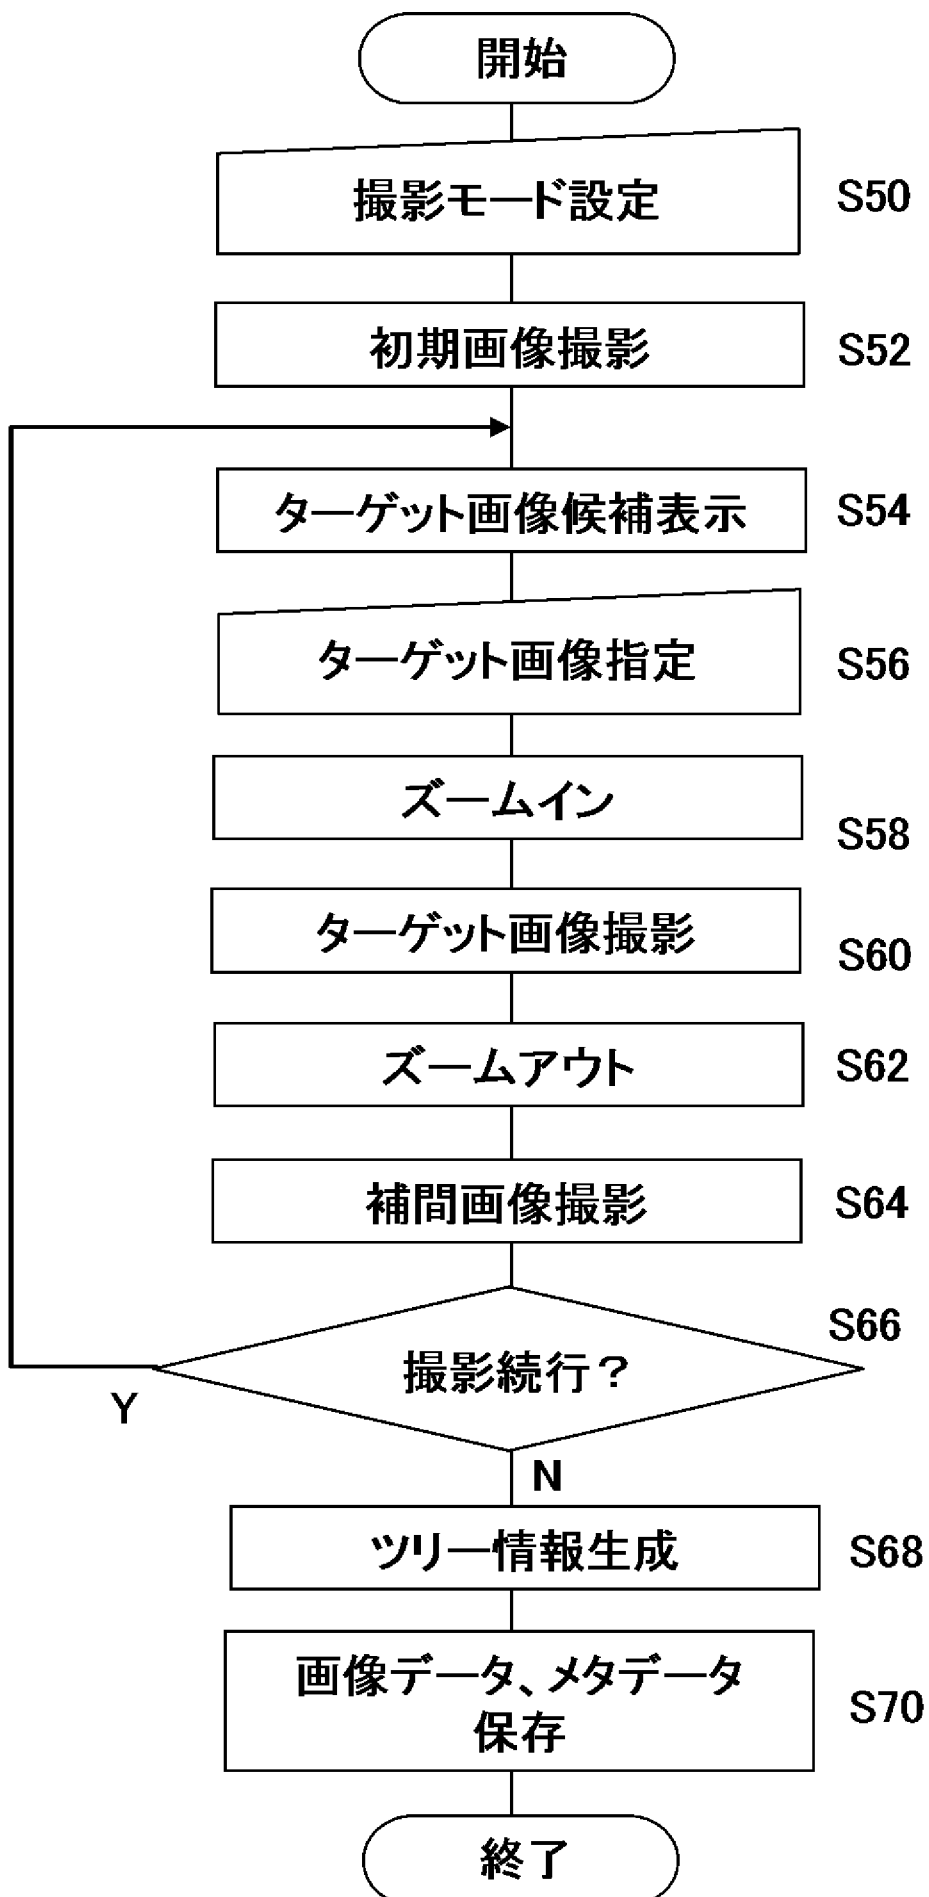 開始
撮影モード設定
S50
初期画像撮影
S52
ターゲット画像候補表示
S54
ターゲット画像指定
S56
ズームイン
S58
ターゲット画像撮影
S60
ズームアウト
S62
補間画像撮影
S64
撮影続行？
S66
Y
N
ツリー情報生成
S68
画像データ、メタデータ
保存
S70
終了